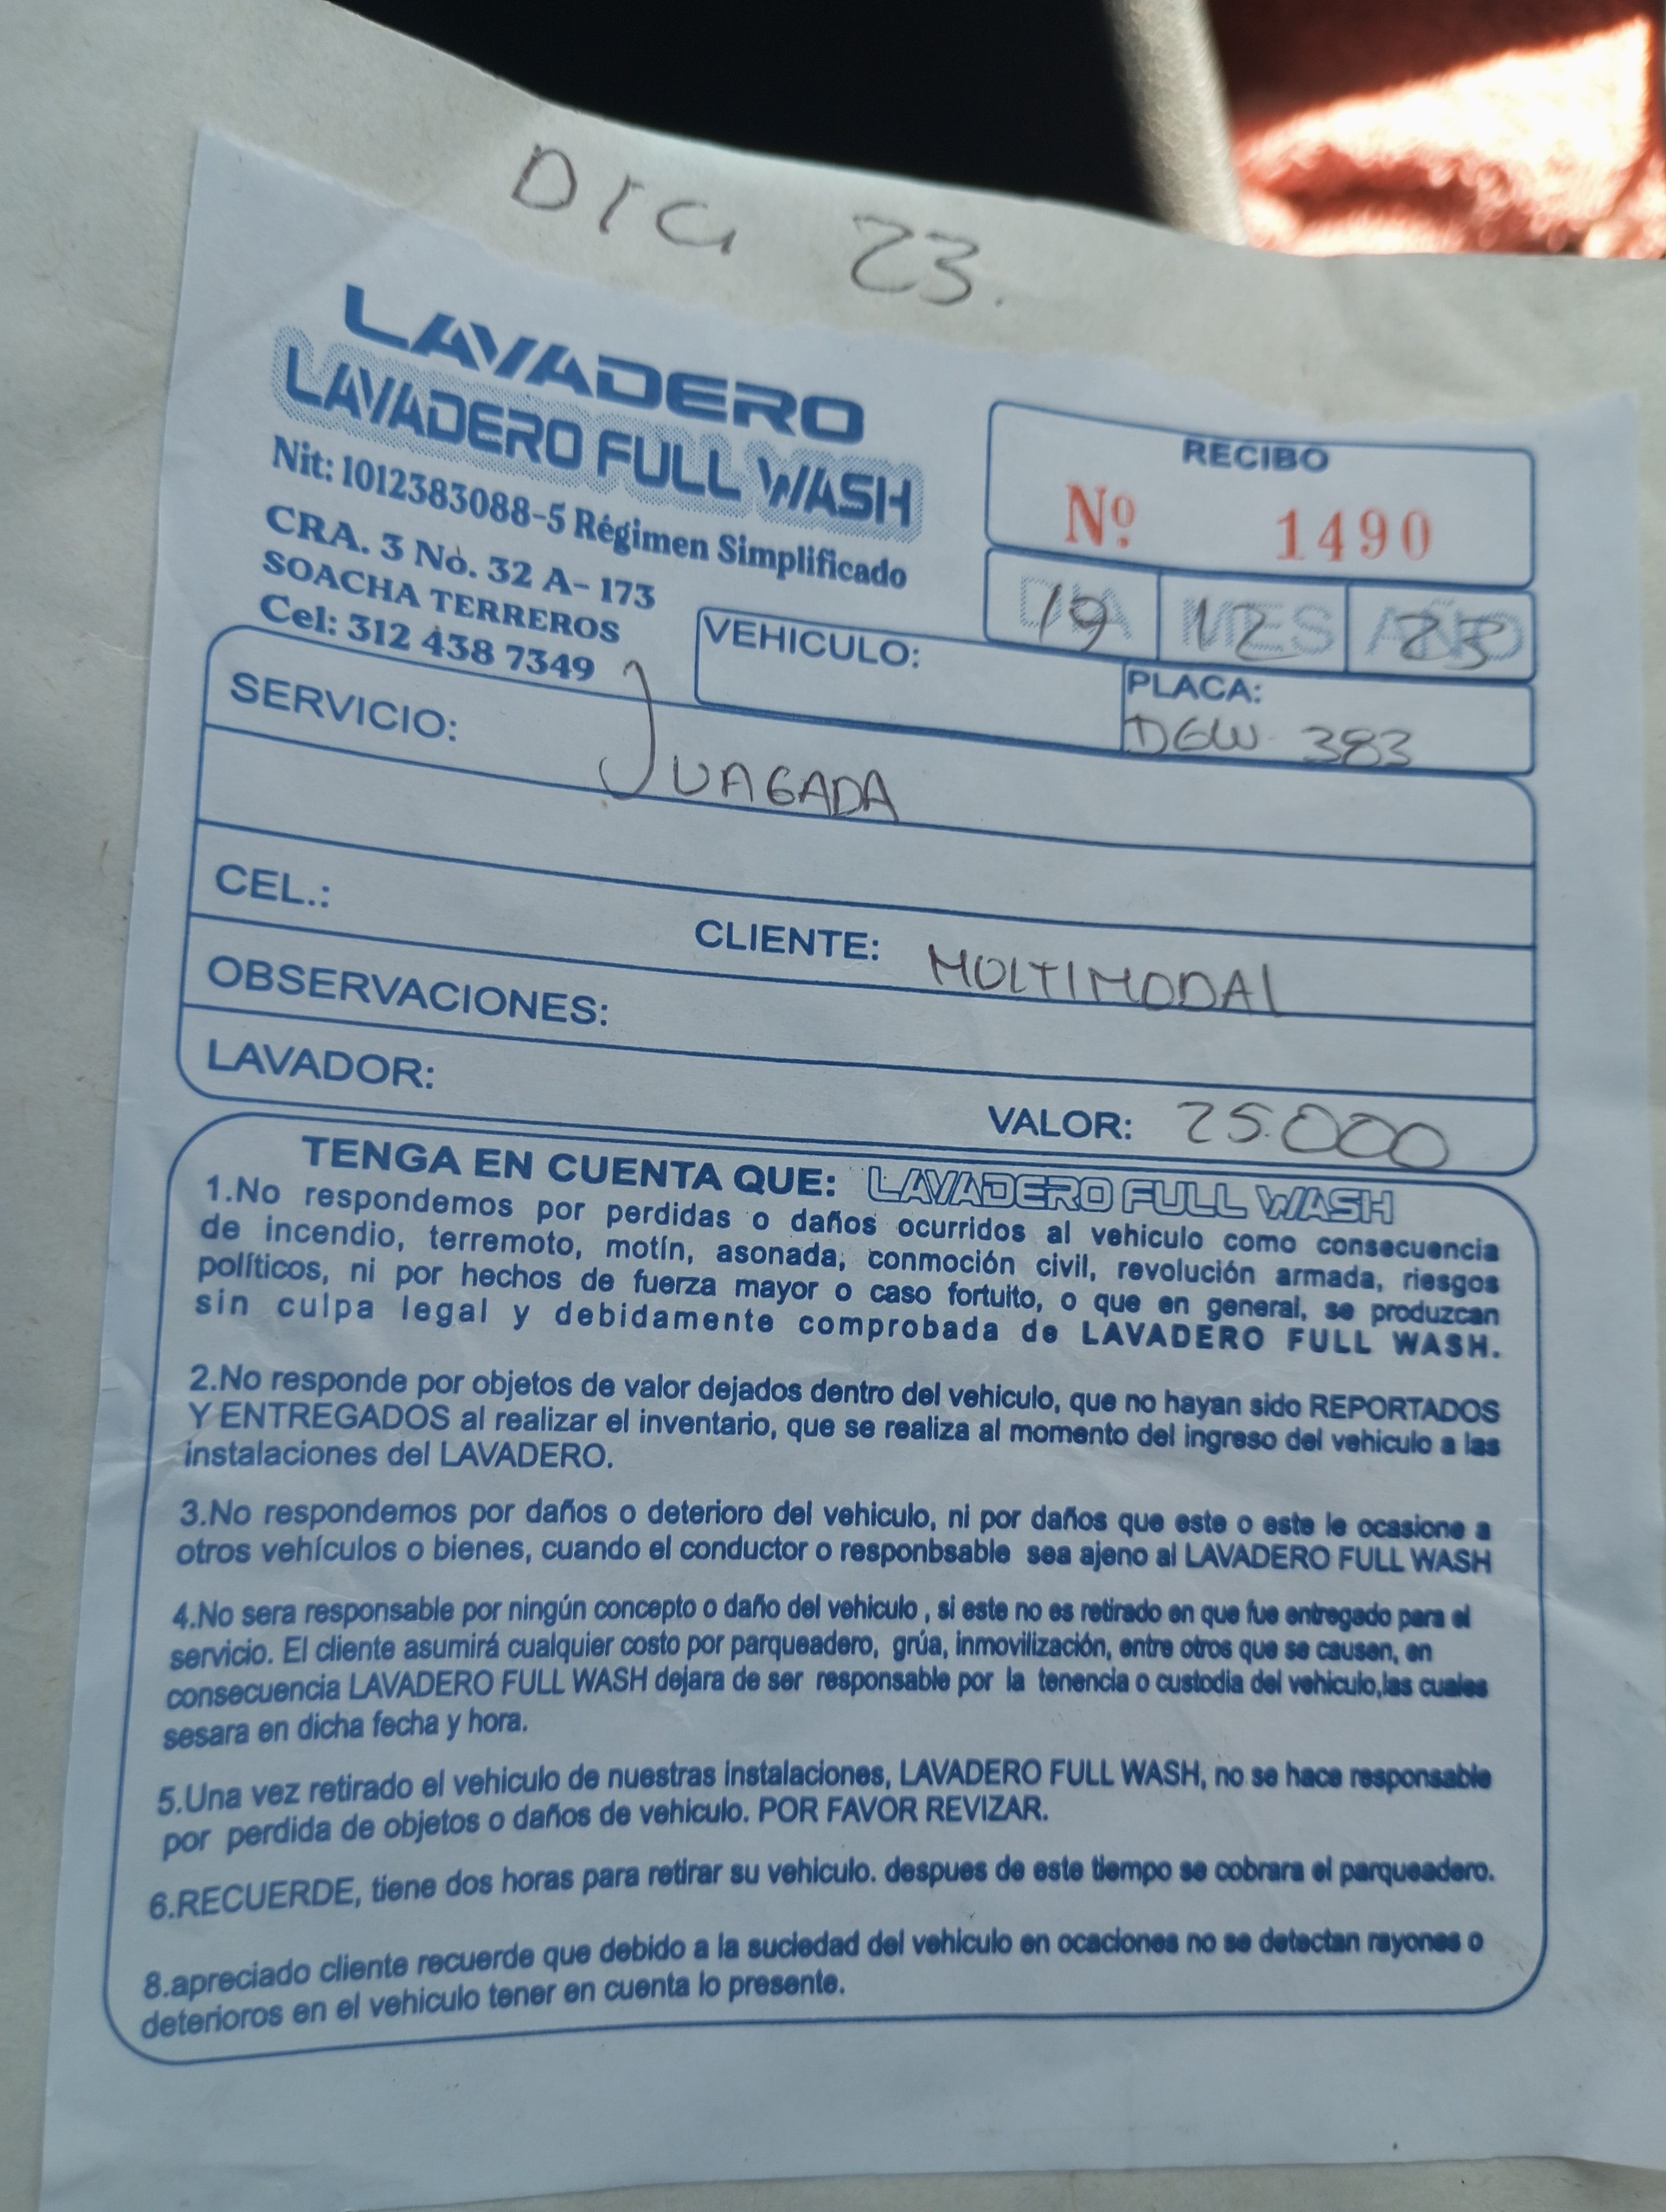 DIC 23.
LAVADERO
LAVADERO FULL WASH
Nit: 1012383088-5 Régimen Simplificado
CRA. 3 No. 32 A- 173
SOACHA TERREROS
Cel: 312 438 7349
RECIBO
Nº 1490
DIA MES AÑO
19 12 23
VEHICULO:
PLACA:
DGW 383
SERVICIO:
JUAGADA
CEL.:
CLIENTE: MOLTIMODAL
OBSERVACIONES:
LAVADOR:
VALOR: 25.000
TENGA EN CUENTA QUE: LAVADERO FULL WASH
1.No respondemos por perdidas o daños ocurridos al vehiculo como consecuencia
de incendio, terremoto, motín, asonada, conmoción civil, revolución armada, riesgos
políticos, ni por hechos de fuerza mayor o caso fortuito, o que en general, se produzcan
sin culpa legal y debidamente comprobada de LAVADERO FULL WASH.
2.No responde por objetos de valor dejados dentro del vehiculo, que no hayan sido REPORTADOS
Y ENTREGADOS al realizar el inventario, que se realiza al momento del ingreso del vehiculo a las
instalaciones del LAVADERO.
3.No respondemos por daños o deterioro del vehiculo, ni por daños que este o este le ocasione a
otros vehículos o bienes, cuando el conductor o responbsable sea ajeno al LAVADERO FULL WASH
4.No sera responsable por ningún concepto o daño del vehiculo , si este no es retirado en que fue entregado para el
servicio. El cliente asumirá cualquier costo por parqueadero, grúa, inmovilización, entre otros que se causen, en
consecuencia LAVADERO FULL WASH dejara de ser responsable por la tenencia o custodia del vehiculo,las cuales
sesara en dicha fecha y hora.
5.Una vez retirado el vehiculo de nuestras instalaciones, LAVADERO FULL WASH, no se hace responsable
por perdida de objetos o daños de vehiculo. POR FAVOR REVIZAR.
6.RECUERDE, tiene dos horas para retirar su vehiculo. despues de este tiempo se cobrara el parqueadero.
8.apreciado cliente recuerde que debido a la suciedad del vehiculo en ocaciones no se detectan rayones o
deterioros en el vehiculo tener en cuenta lo presente.